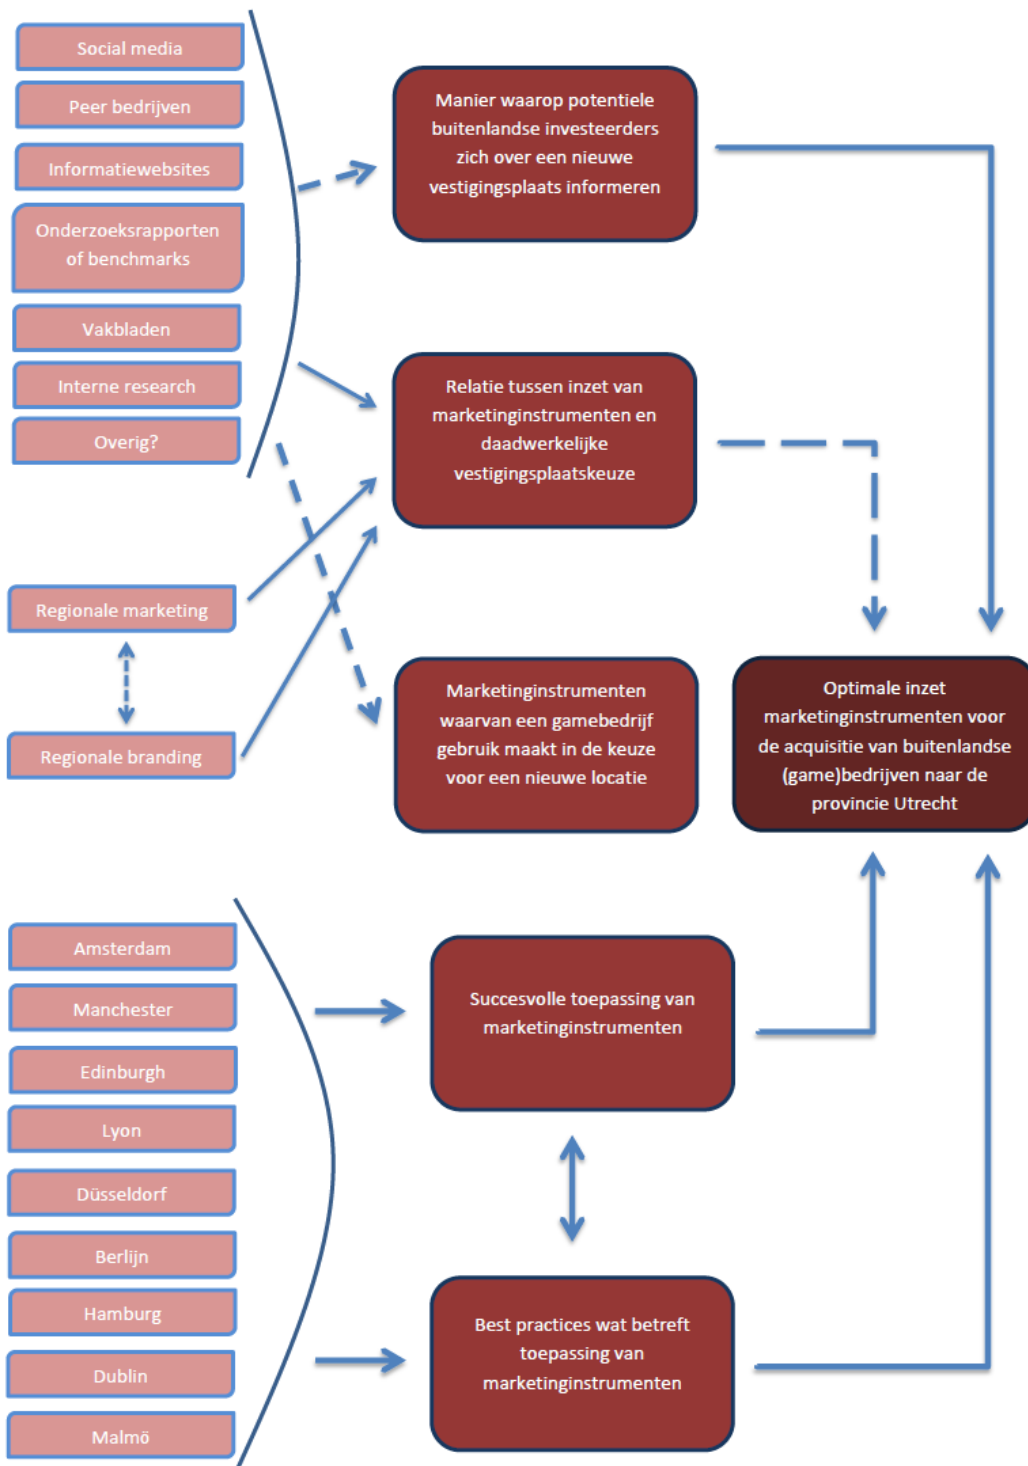 Social media
Peer bedrijven
Informatiewebsites
Onderzoeksrapporten
of benchmarks
Vakbladen
Interne research
Overig?
Regionale marketing
Regionale branding
Manier waarop potentiele
buitenlandse investeerders
zich over een nieuwe
vestigingsplaats informeren
Relatie tussen inzet van
marketinginstrumenten en
daadwerkelijke
vestigingsplaatskeuze
Marketinginstrumenten
waarvan een gamebedrijf
gebruik maakt in de keuze
voor een nieuwe locatie
Optimale inzet
marketinginstrumenten voor
de acquisitie van buitenlandse
(game)bedrijven naar de
provincie Utrecht
Amsterdam
Manchester
Edinburgh
Lyon
Düsseldorf
Berlijn
Hamburg
Dublin
Malmö
Succesvolle toepassing van
marketinginstrumenten
Best practices wat betreft
toepassing van
marketinginstrumenten